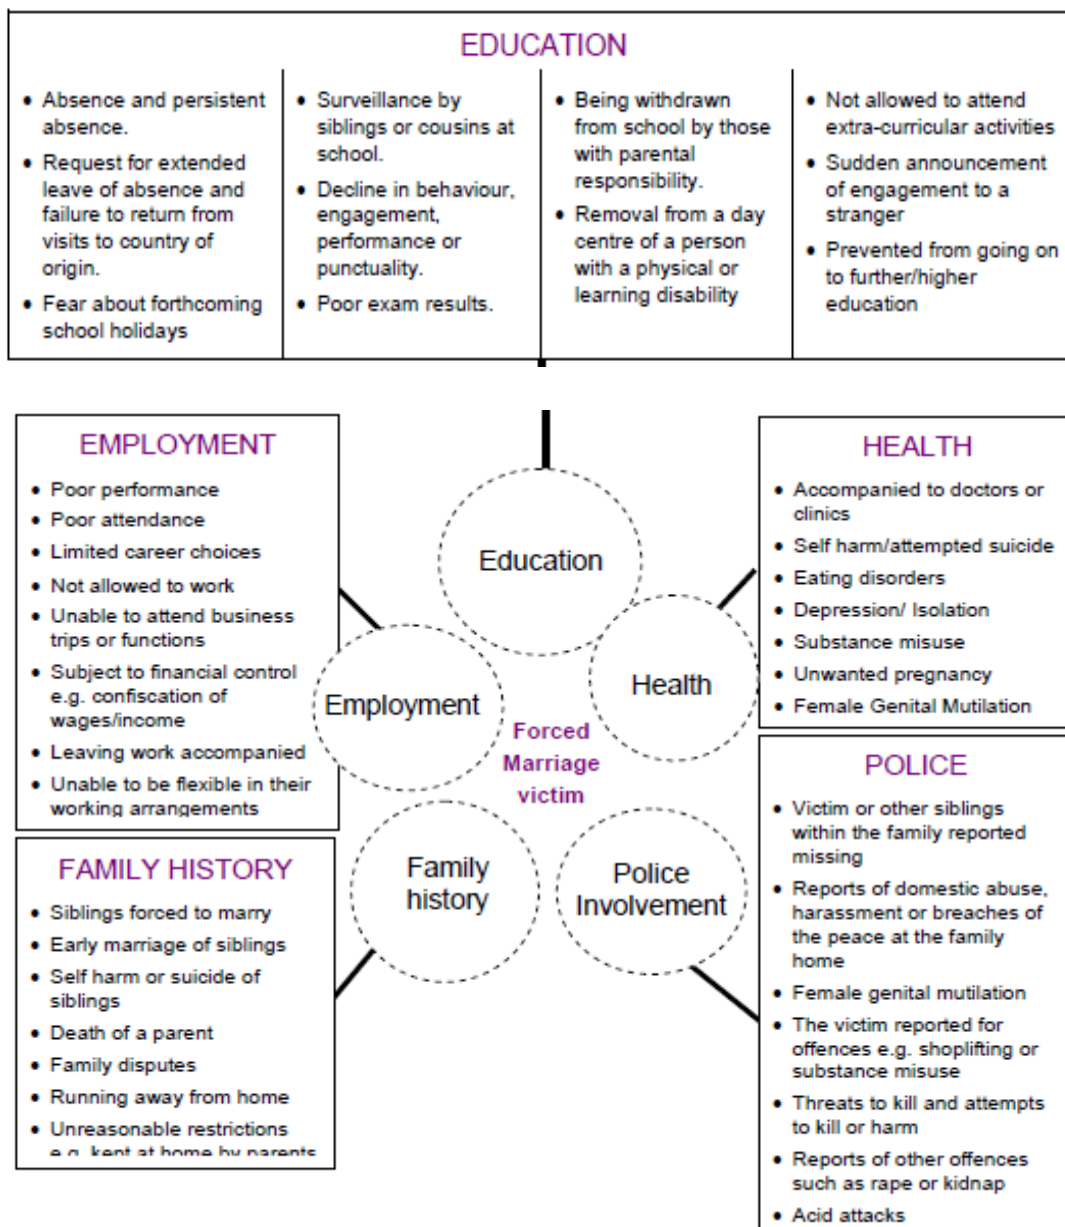 EDUCATION
• Absence and persistent
absence.
• Request for extended
leave of absence and
failure to return from
visits to country of
origin.
• Fear about forthcoming
school holidays
• Surveillance by
siblings or cousins at
school.
• Decline in behaviour,
engagement,
performance or
punctuality.
• Poor exam results.
• Being withdrawn
from school by those
with parental
responsibility.
• Removal from a day
centre of a person
with a physical or
learning disability
• Not allowed to attend
extra-curricular activities
• Sudden announcement
of engagement to a
stranger
• Prevented from going on
to further/higher
education
EMPLOYMENT
• Poor performance
• Poor attendance
• Limited career choices
• Not allowed to work
• Unable to attend business
trips or functions
• Subject to financial control
e.g. confiscation of
wages/income
• Leaving work accompanied
• Unable to be flexible in their
working arrangements
Education
Employment
Health
Forced
Marriage
victim
Family
history
Police
Involvement
HEALTH
• Accompanied to doctors or
clinics
• Self harm/attempted suicide
• Eating disorders
• Depression/ Isolation
• Substance misuse
• Unwanted pregnancy
• Female Genital Mutilation
FAMILY HISTORY
• Siblings forced to marry
• Early marriage of siblings
• Self harm or suicide of
siblings
• Death of a parent
• Family disputes
• Running away from home
• Unreasonable restrictions
e.g. kept at home by parents
POLICE
• Victim or other siblings
within the family reported
missing
• Reports of domestic abuse,
harassment or breaches of
the peace at the family
home
• Female genital mutilation
• The victim reported for
offences e.g. shoplifting or
substance misuse
• Threats to kill and attempts
to kill or harm
• Reports of other offences
such as rape or kidnap
• Acid attacks